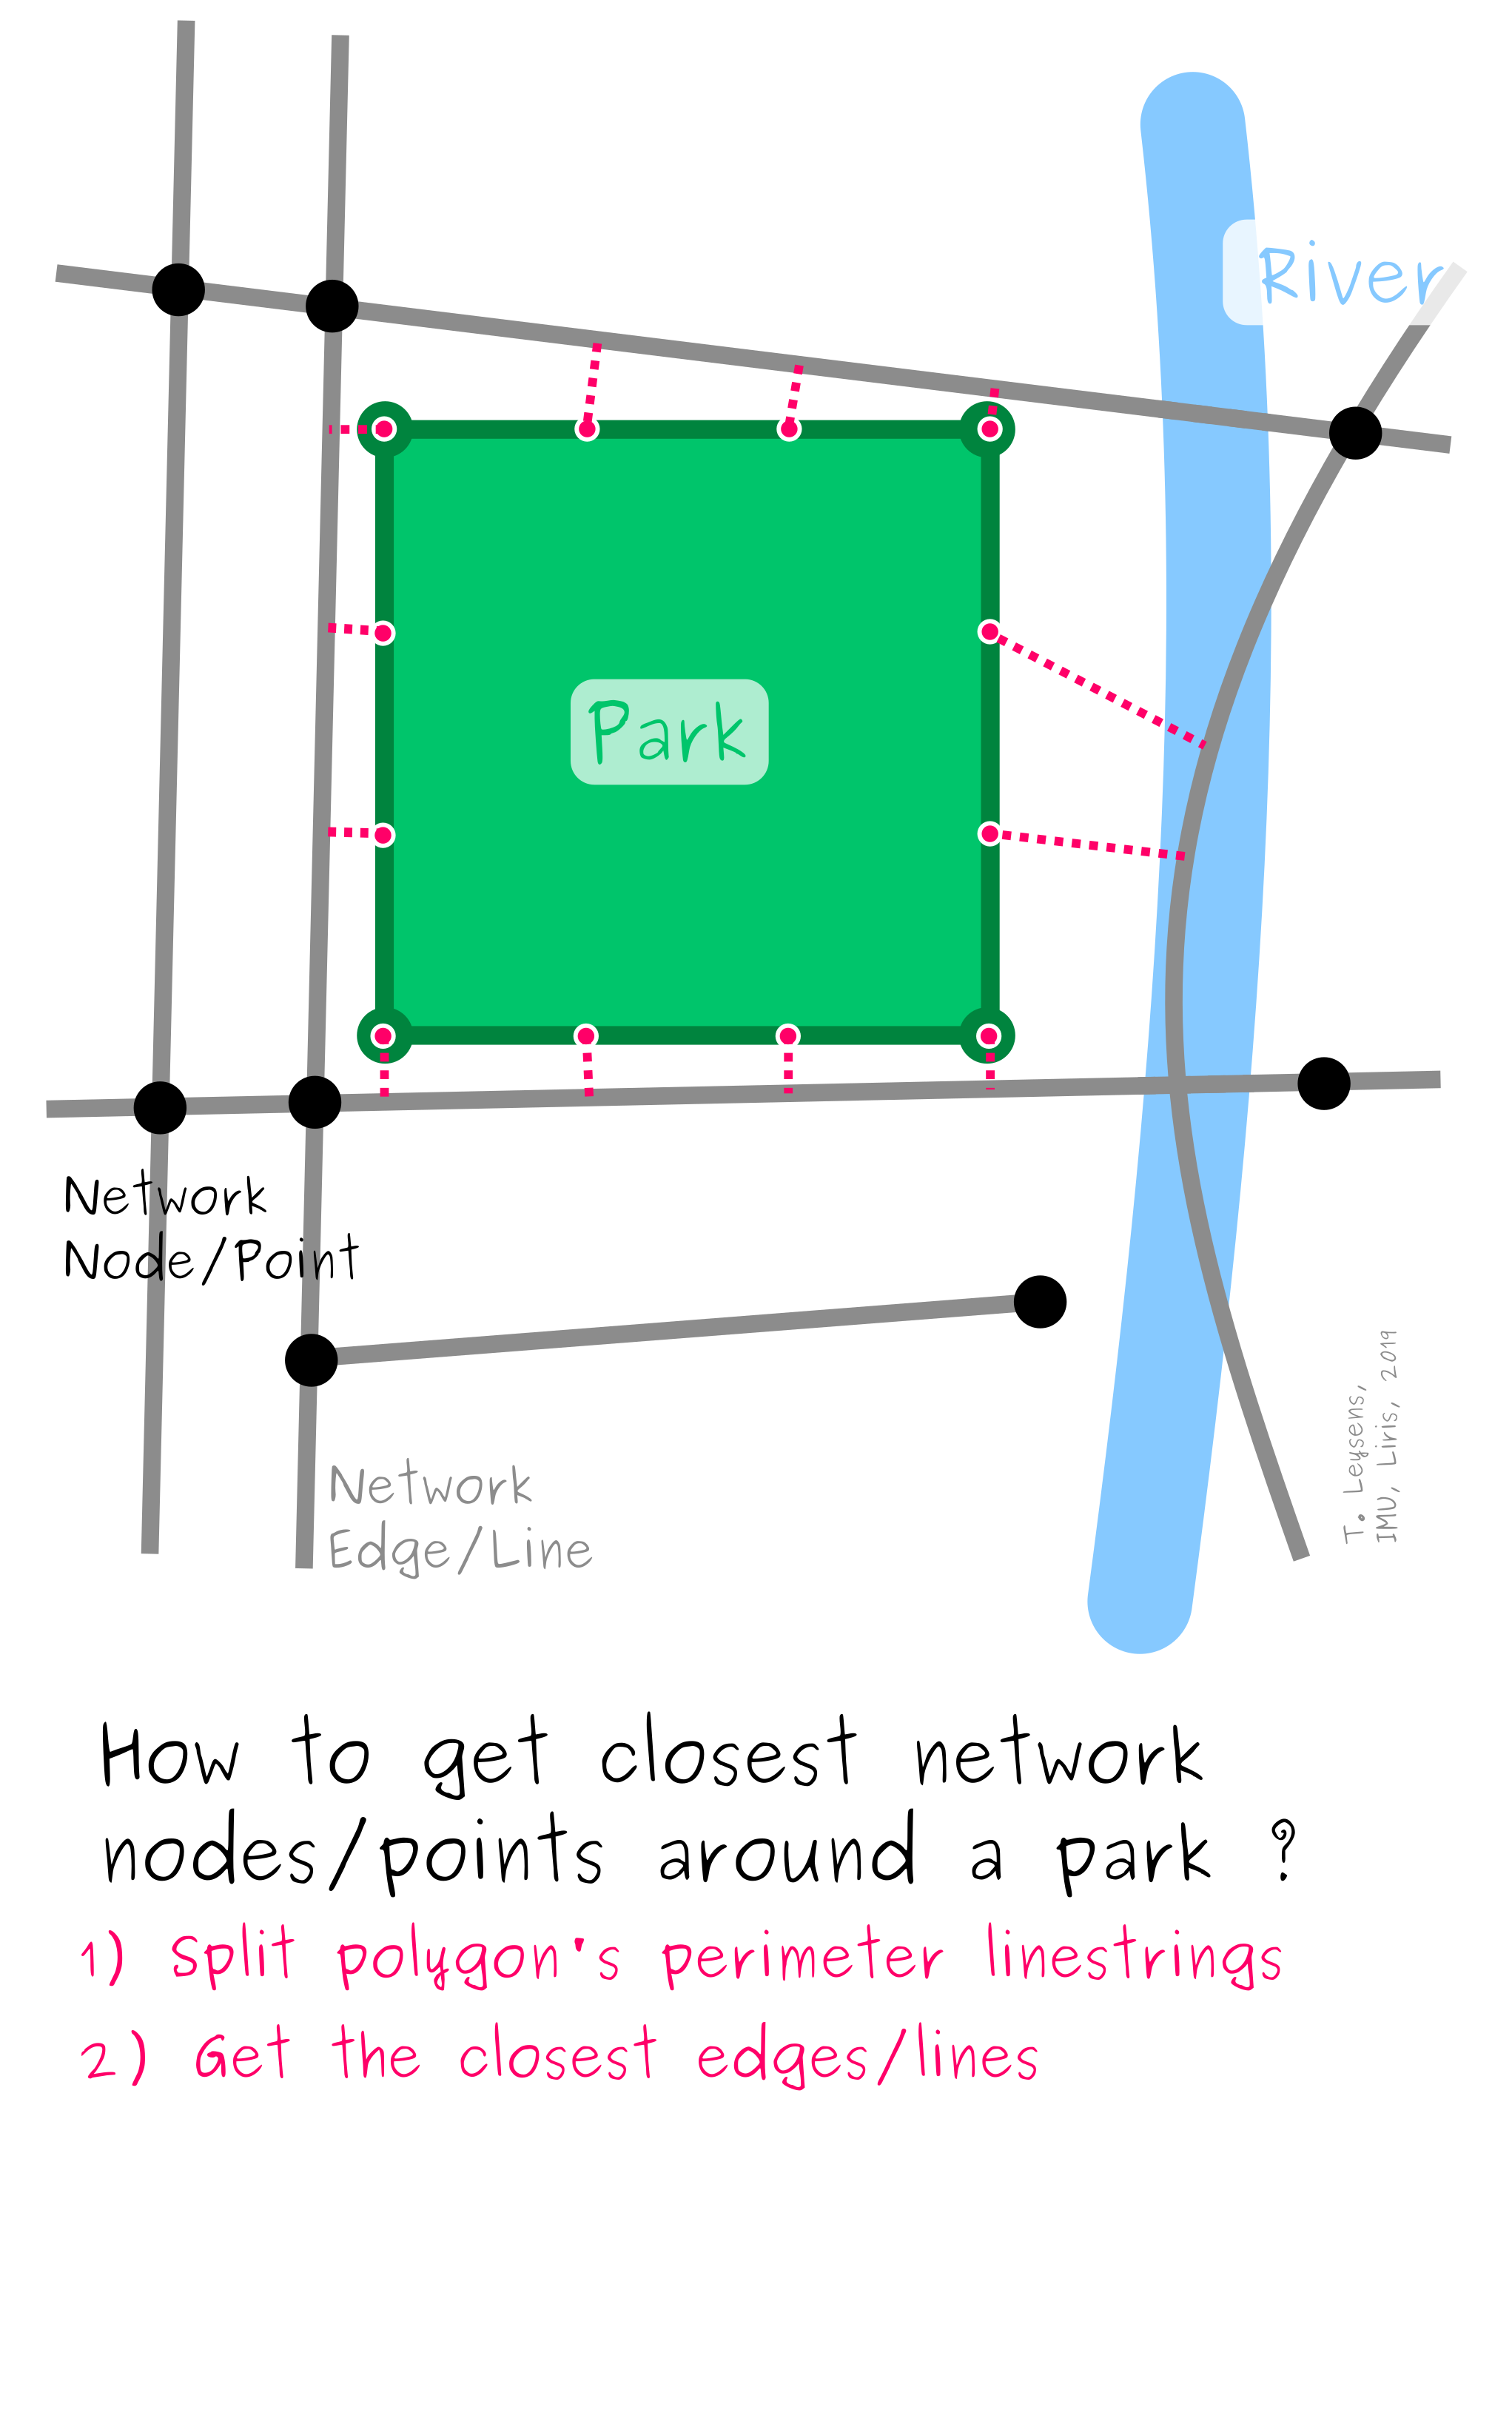 River
Park
Network
Node/Point
Network
Edge/Line
T. Leysens,
IMU, Liris, 2019
How to get closest network
nodes/points around a park ?
1) Split polygon's perimeter linestrings
2) Get the closest edges/lines